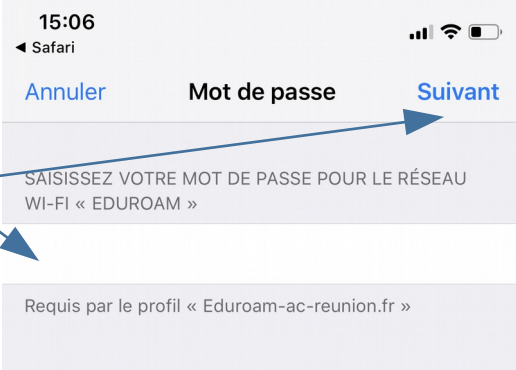 15:06
◀ Safari
Annuler Mot de passe Suivant
SAISISSEZ VOTRE MOT DE PASSE POUR LE RÉSEAU
WI-FI « EDUROAM »
Requis par le profil « Eduroam-ac-reunion.fr »